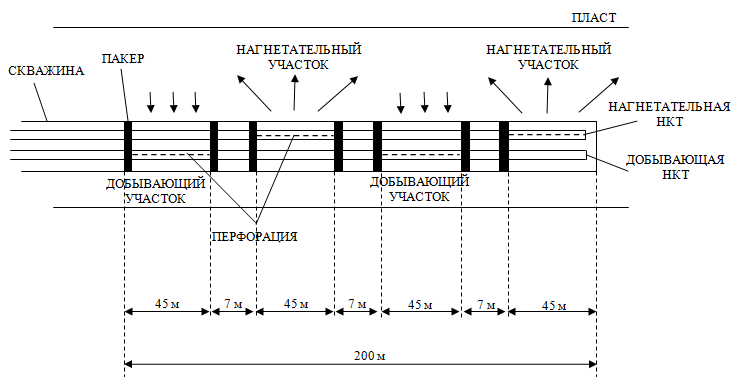 ПЛАСТ
НАГНЕТАТЕЛЬНЫЙ
УЧАСТОК
НАГНЕТАТЕЛЬНЫЙ
УЧАСТОК
ПАКЕР
СКВАЖИНА
НАГНЕТАТЕЛЬНАЯ
НКТ
ДОБЫВАЮЩАЯ
НКТ
ДОБЫВАЮЩИЙ
УЧАСТОК
ДОБЫВАЮЩИЙ
УЧАСТОК
ПЕРФОРАЦИЯ
45 м
7 м
45 м
7 м
45 м
7 м
45 м
200 м